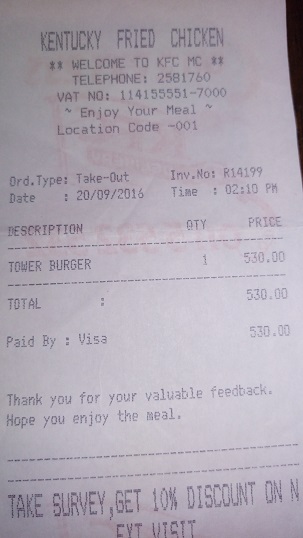 KENTUCKY FRIED CHICKEN
** WELCOME TO KFC MC **
TELEPHONE: 2581760
VAT NO: 114155551-7000
~ Enjoy Your Meal ~
Location Code -001
Ord.Type: Take-Out Inv.No: R14199
Date : 20/09/2016 Time : 02:10 PM
DESCRIPTION QTY PRICE
TOWER BURGER 1 530.00
TOTAL : 530.00
Paid By : Visa 530.00
Thank you for your valuable feedback.
Hope you enjoy the meal.
TAKE SURVEY,GET 10% DISCOUNT ON N
EXT VISIT